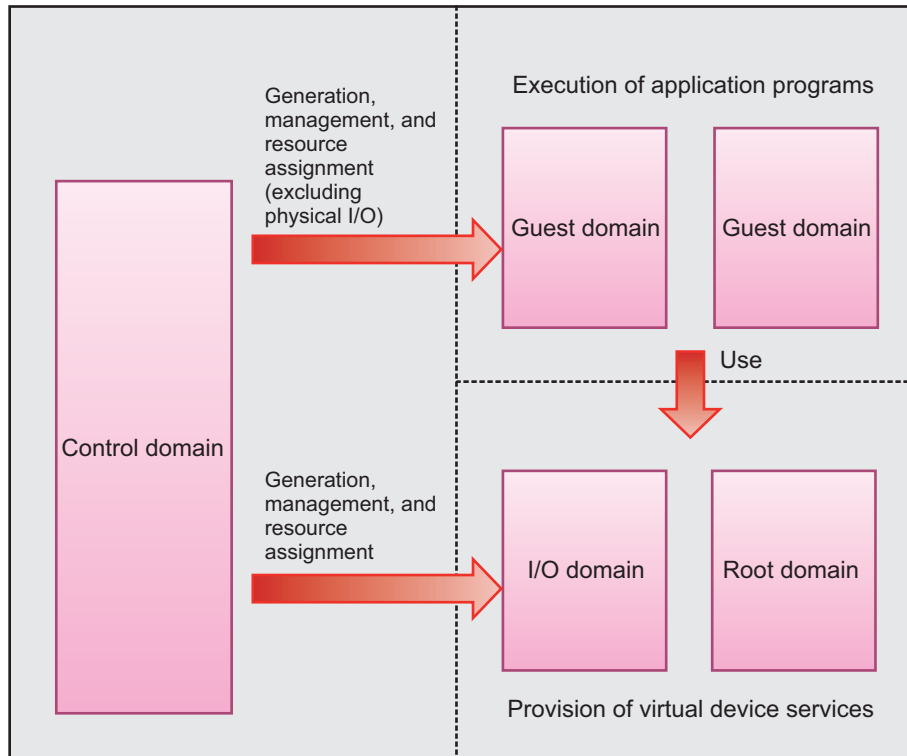 Generation,
management, and
resource
assignment
(excluding
physical I/O)
Execution of application programs
Guest domain
Guest domain
Use
Control domain
Generation,
management, and
resource
assignment
I/O domain
Root domain
Provision of virtual device services